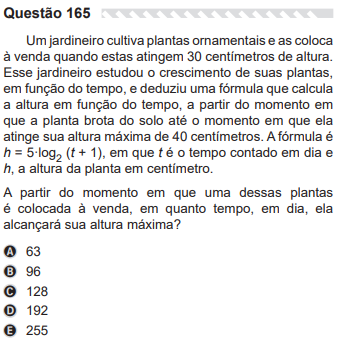 Questão 165
Um jardineiro cultiva plantas ornamentais e as coloca
à venda quando estas atingem 30 centímetros de altura.
Esse jardineiro estudou o crescimento de suas plantas,
em função do tempo, e deduziu uma fórmula que calcula
a altura em função do tempo, a partir do momento em
que a planta brota do solo até o momento em que ela
atinge sua altura máxima de 40 centímetros. A fórmula é
h = 5·log₂ (t + 1), em que t é o tempo contado em dia e
h, a altura da planta em centímetro.
A partir do momento em que uma dessas plantas
é colocada à venda, em quanto tempo, em dia, ela
alcançará sua altura máxima?
A 63
B 96
C 128
D 192
E 255